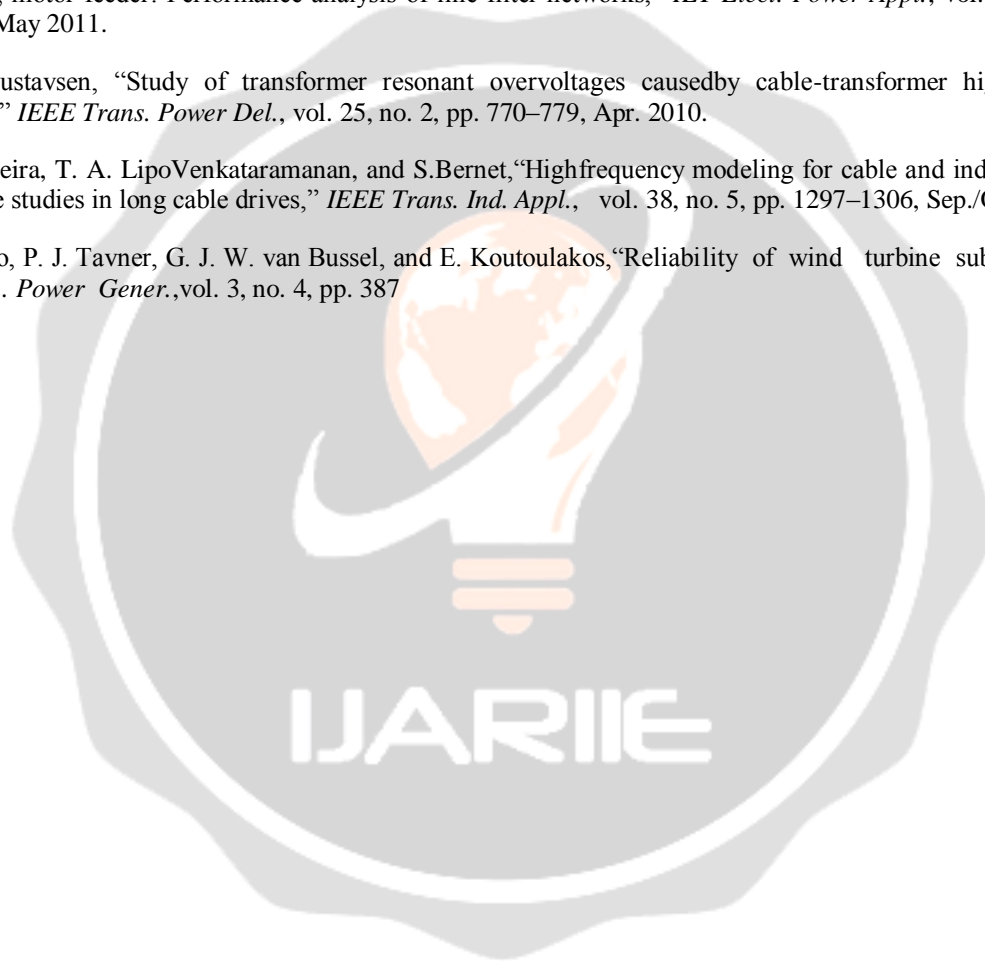 motor feeder: Performance analysis of line filter networks,” IET Elect. Power Appl., vol.
May 2011.
ustavsen, “Study of transformer resonant overvoltages causedby cable-transformer hi
” IEEE Trans. Power Del., vol. 25, no. 2, pp. 770–779, Apr. 2010.
eira, T. A. LipoVenkataramanan, and S.Bernet,“Highfrequency modeling for cable and ind
e studies in long cable drives,” IEEE Trans. Ind. Appl., vol. 38, no. 5, pp. 1297–1306, Sep./
o, P. J. Tavner, G. J. W. van Bussel, and E. Koutoulakos,“Reliability of wind turbine sub
. Power Gener.,vol. 3, no. 4, pp. 387
IJARIIE